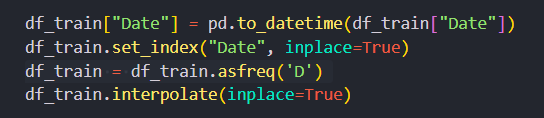 df_train["Date"] = pd.to_datetime(df_train["Date"])
df_train.set_index("Date", inplace=True)
df_train = df_train.asfreq('D')
df_train.interpolate(inplace=True)